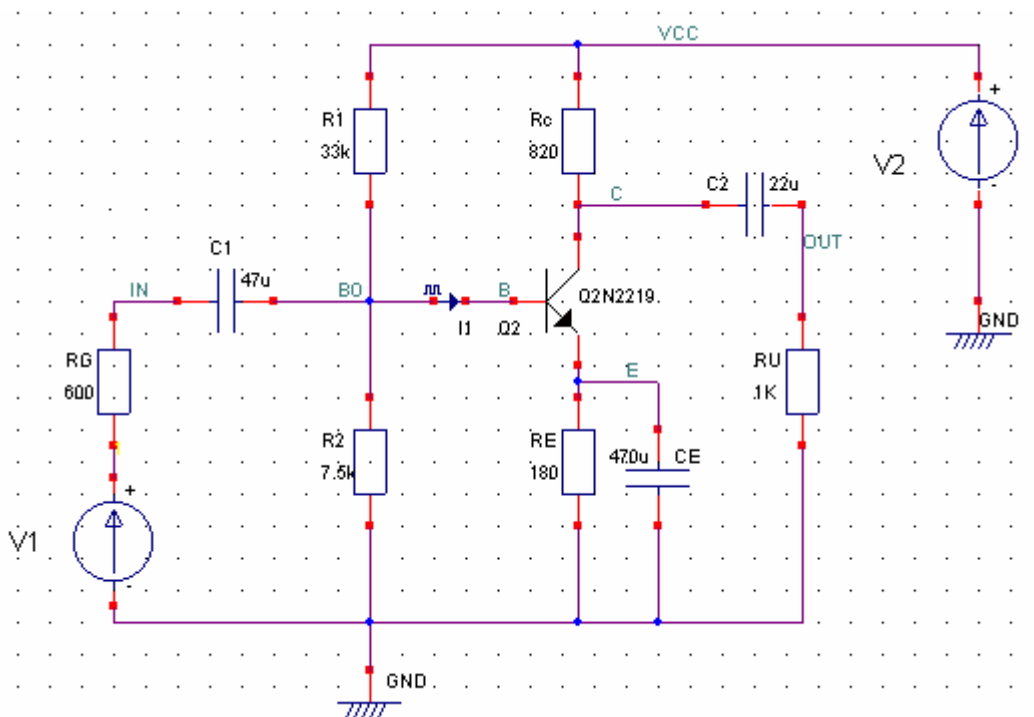 VCC
R1
33k
Rc
820
V2
+
-
C
C2
22u
OUT
C1
47u
IN
B0
B
I1
Q2
Q2N2219
GND
RG
600
E
RU
1K
R2
7.5k
RE
180
470u
CE
1
V1
+
-
GND